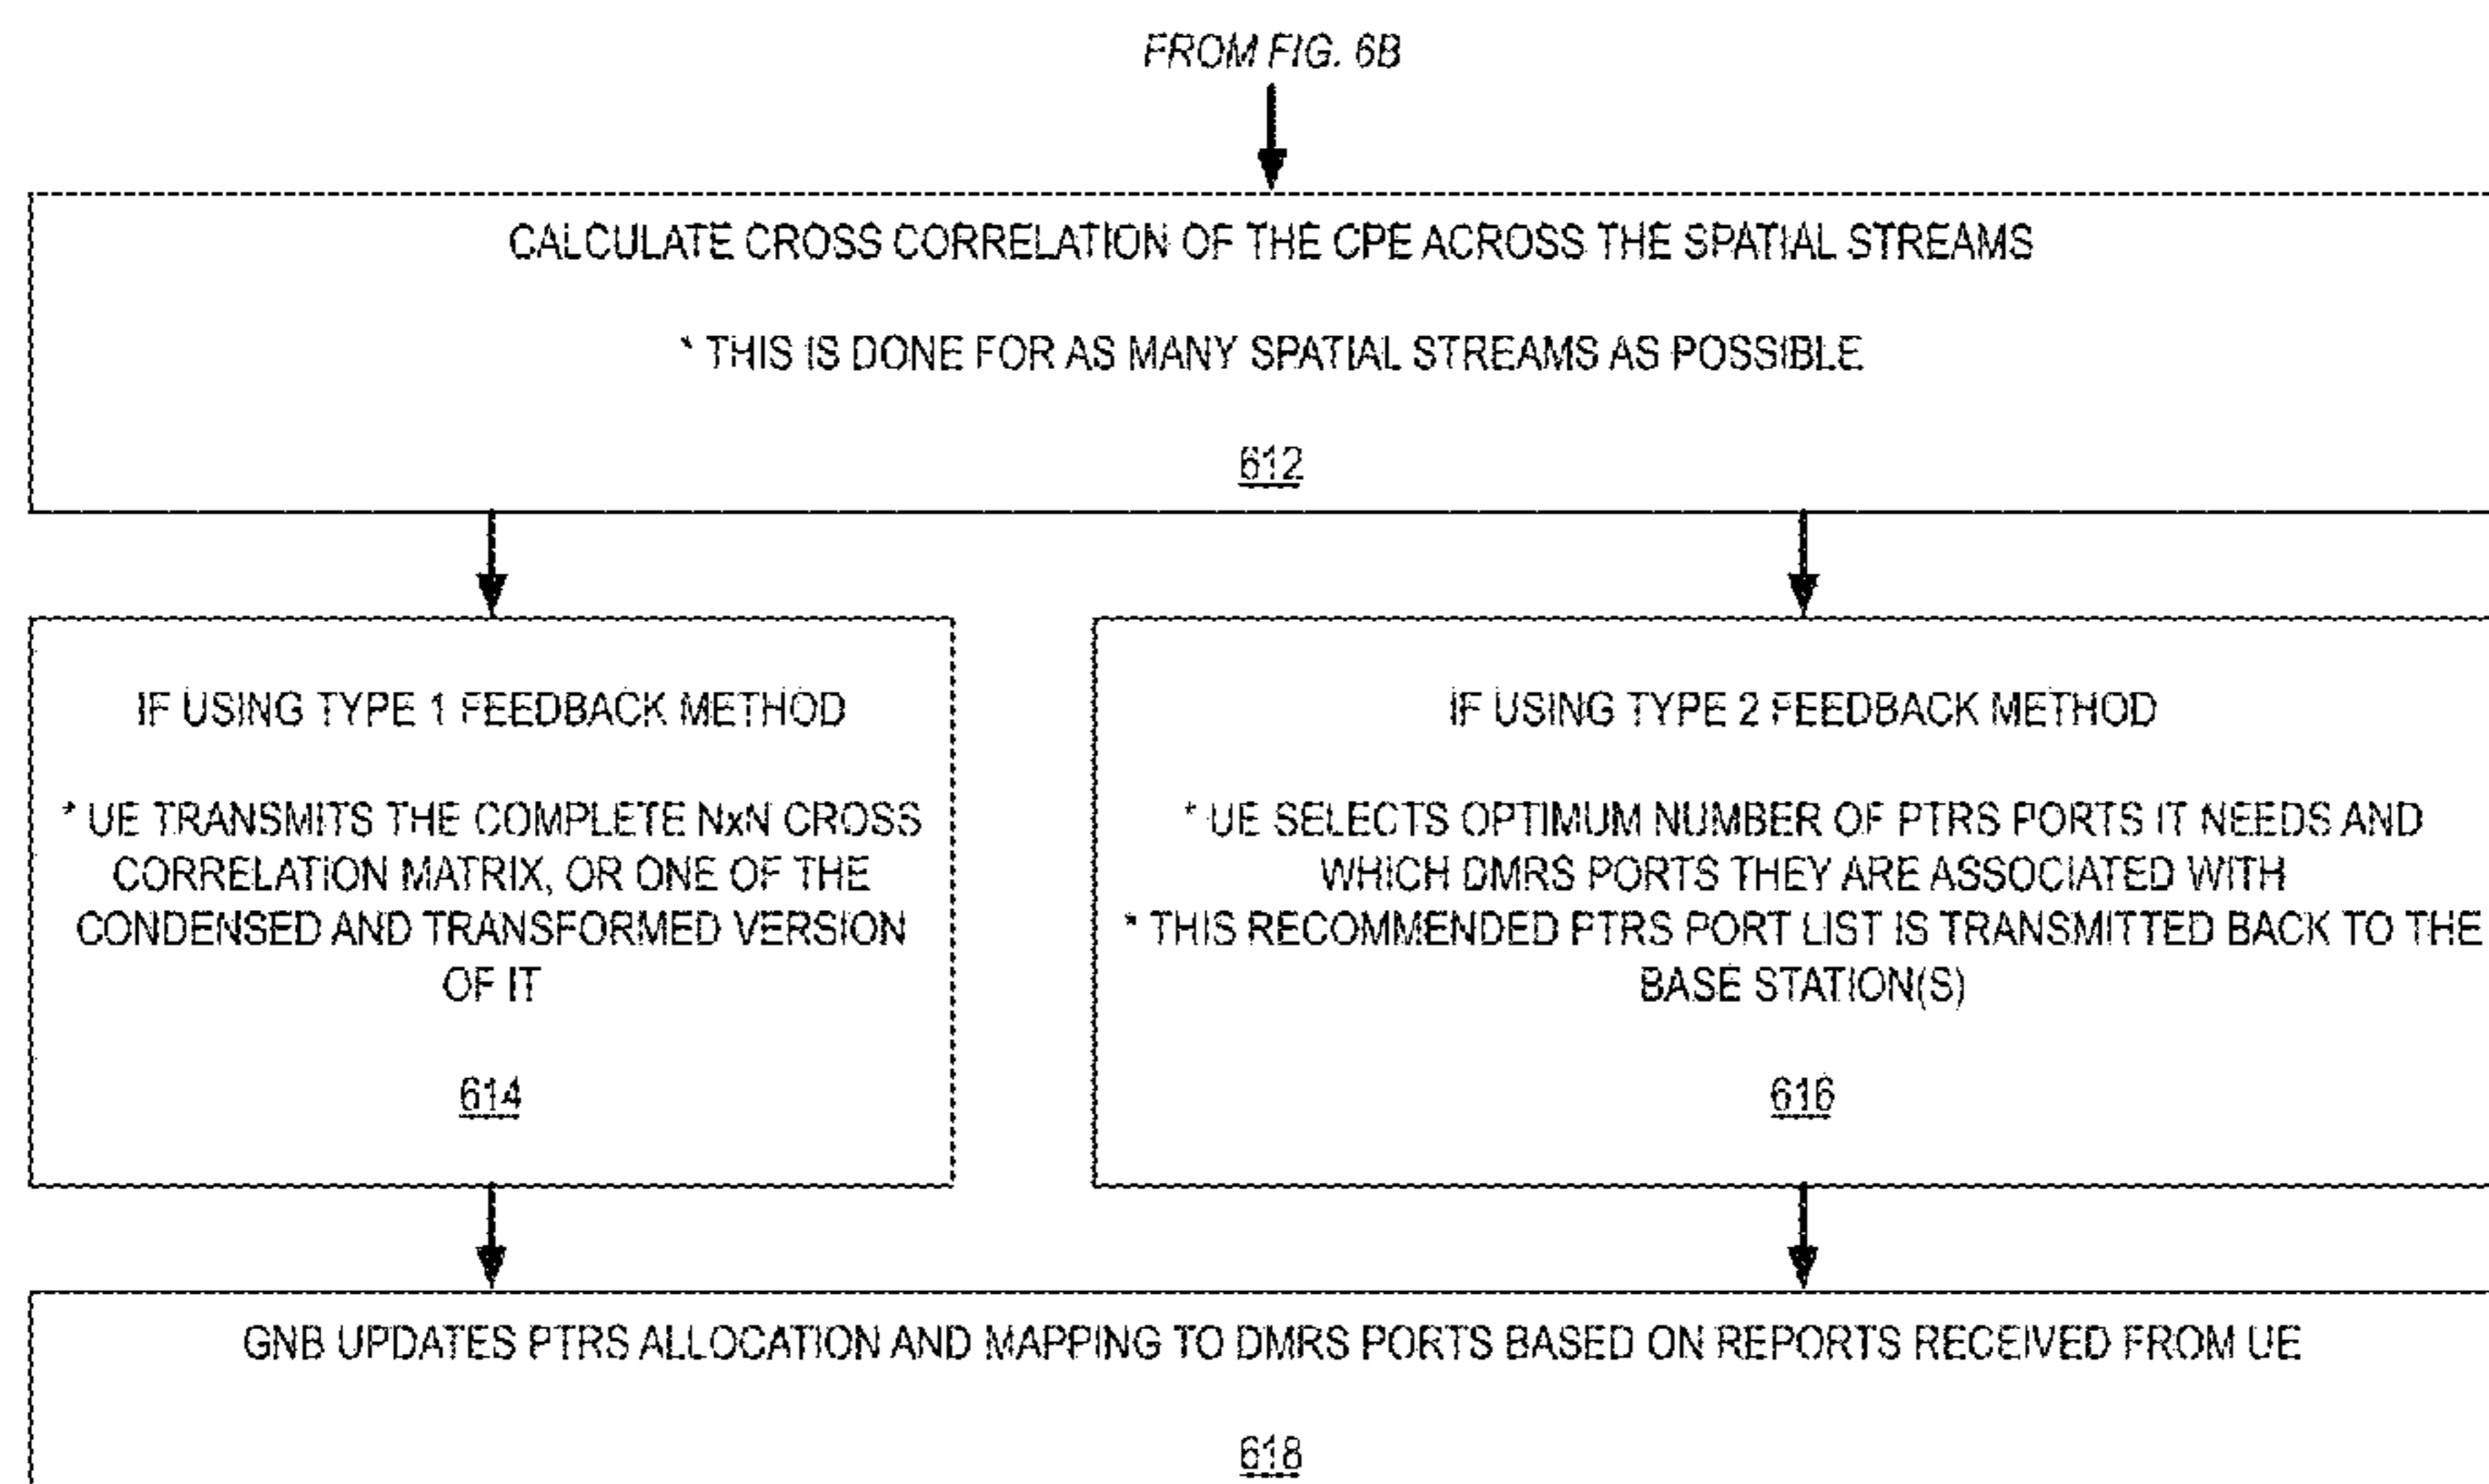 FROM FIG. 6B
CALCULATE CROSS CORRELATION OF THE CPE ACROSS THE SPATIAL STREAMS
* THIS IS DONE FOR AS MANY SPATIAL STREAMS AS POSSIBLE
612
IF USING TYPE 1 FEEDBACK METHOD
* UE TRANSMITS THE COMPLETE NxN CROSS
CORRELATION MATRIX, OR ONE OF THE
CONDENSED AND TRANSFORMED VERSION
OF IT
614
IF USING TYPE 2 FEEDBACK METHOD
* UE SELECTS OPTIMUM NUMBER OF PTRS PORTS IT NEEDS AND
WHICH DMRS PORTS THEY ARE ASSOCIATED WITH
* THIS RECOMMENDED PTRS PORT LIST IS TRANSMITTED BACK TO THE
BASE STATION(S)
616
GNB UPDATES PTRS ALLOCATION AND MAPPING TO DMRS PORTS BASED ON REPORTS RECEIVED FROM UE
618